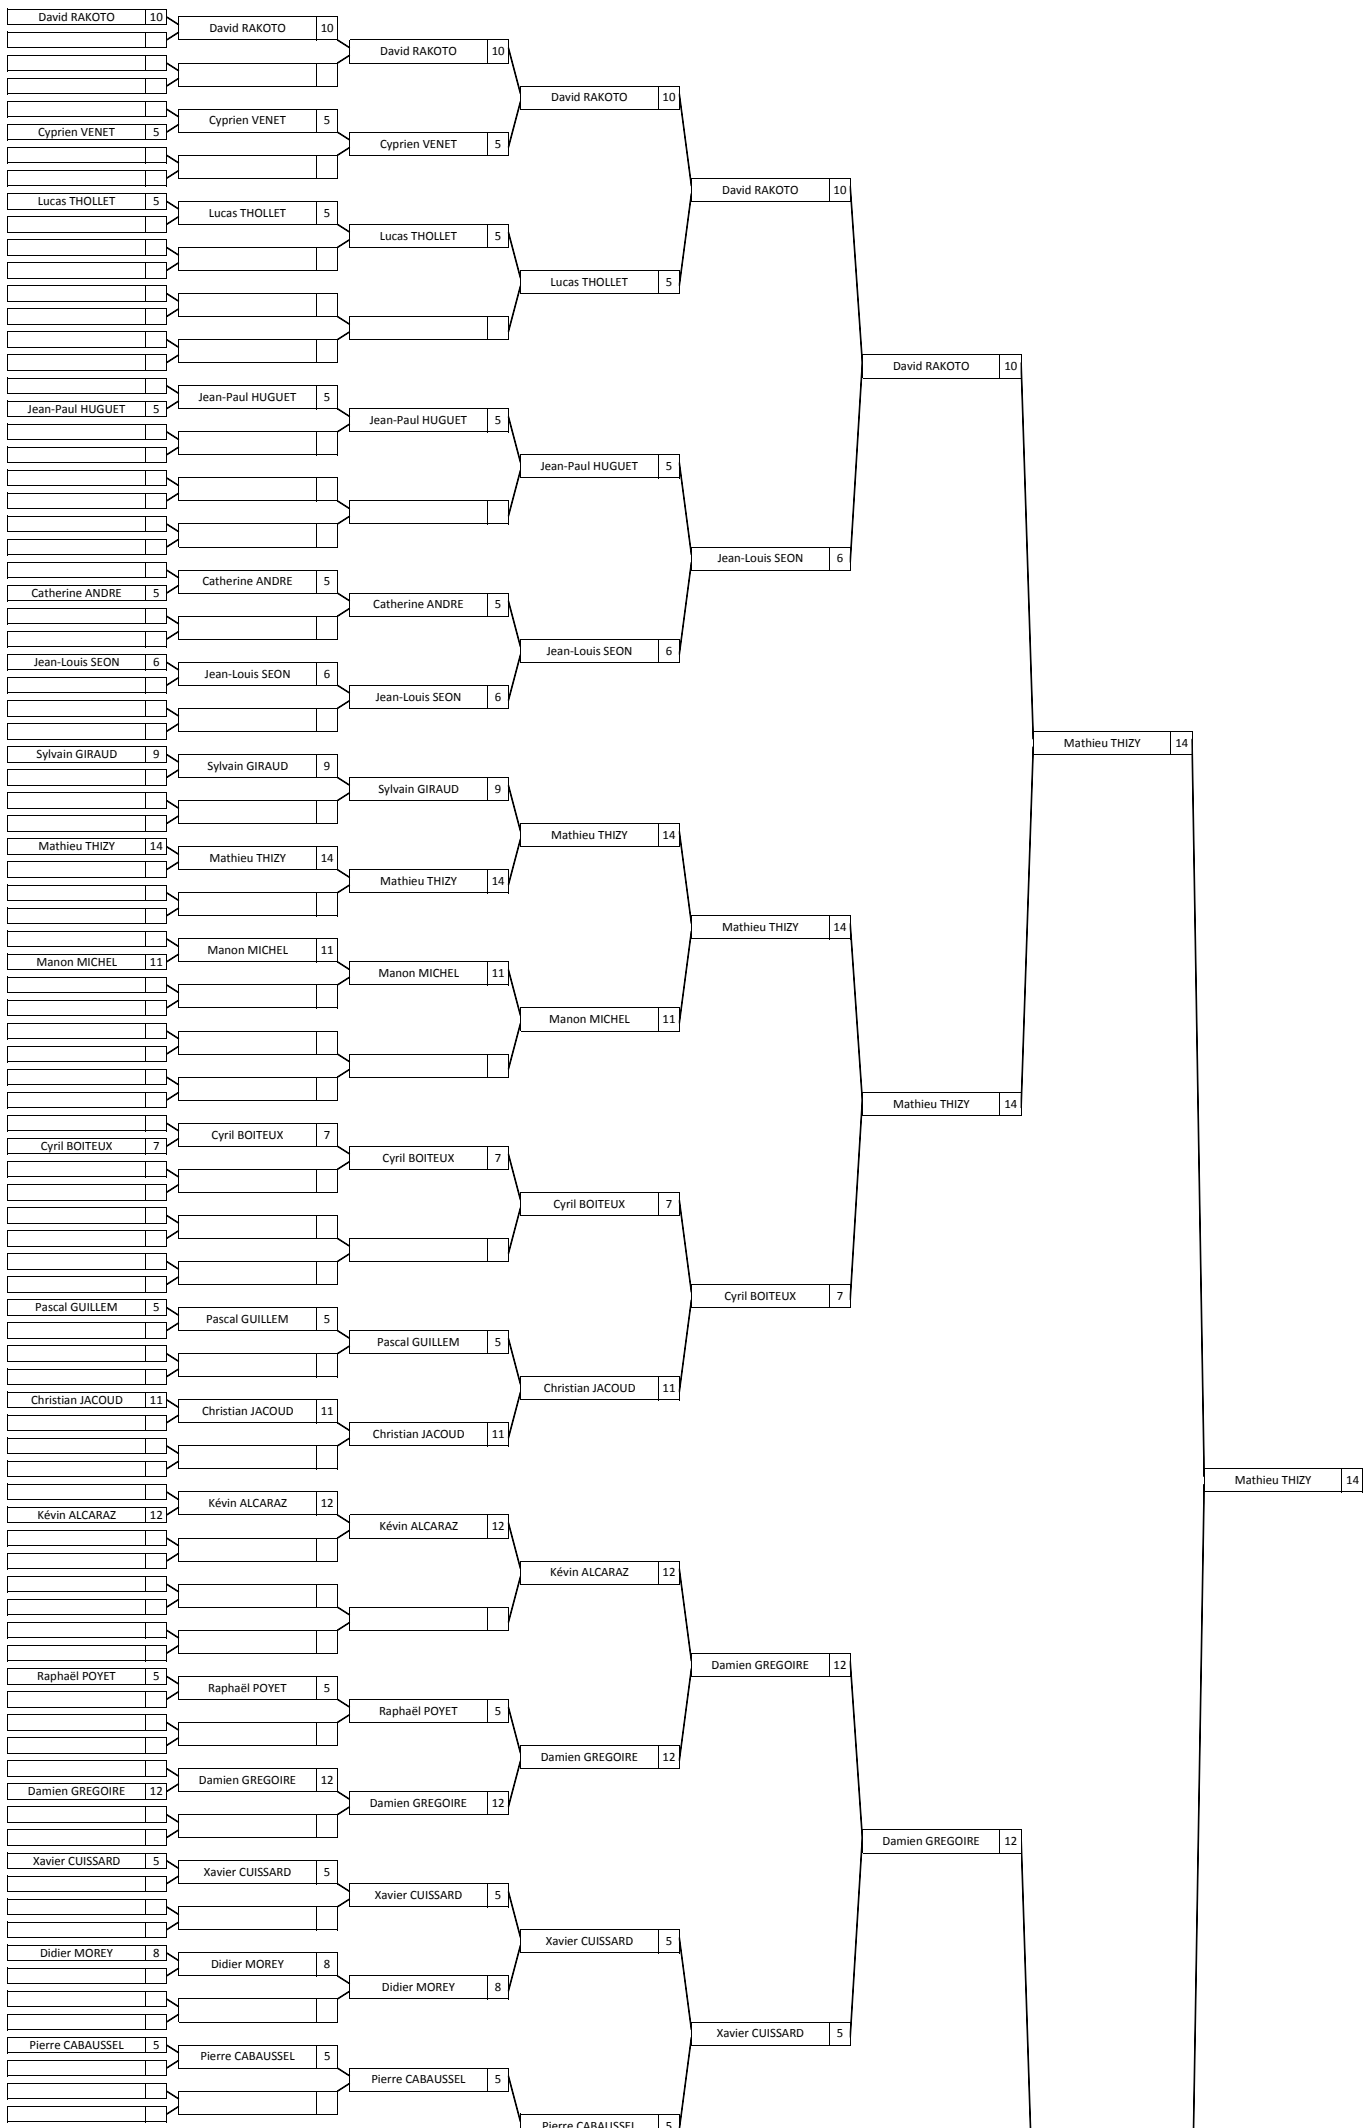 David RAKOTO 10
Cyprien VENET 5
Lucas THOLLET 5
Jean-Paul HUGUET 5
Catherine ANDRE 5
Jean-Louis SEON 6
Sylvain GIRAUD 9
Mathieu THIZY 14
Manon MICHEL 11
Cyril BOITEUX 7
Pascal GUILLEM 5
Christian JACOUD 11
Kévin ALCARAZ 12
Raphaël POYET 5
Damien GREGOIRE 12
Xavier CUISSARD 5
Didier MOREY 8
Pierre CABAUSSEL 5
David RAKOTO 10
Cyprien VENET 5
Lucas THOLLET 5
Jean-Paul HUGUET 5
Catherine ANDRE 5
Jean-Louis SEON 6
Sylvain GIRAUD 9
Mathieu THIZY 14
Manon MICHEL 11
Cyril BOITEUX 7
Pascal GUILLEM 5
Christian JACOUD 11
Kévin ALCARAZ 12
Raphaël POYET 5
Damien GREGOIRE 12
Xavier CUISSARD 5
Didier MOREY 8
Pierre CABAUSSEL 5
David RAKOTO 10
Cyprien VENET 5
Lucas THOLLET 5
Jean-Paul HUGUET 5
Catherine ANDRE 5
Jean-Louis SEON 6
Sylvain GIRAUD 9
Mathieu THIZY 14
Manon MICHEL 11
Cyril BOITEUX 7
Pascal GUILLEM 5
Christian JACOUD 11
Kévin ALCARAZ 12
Raphaël POYET 5
Damien GREGOIRE 12
Xavier CUISSARD 5
Didier MOREY 8
Pierre CABAUSSEL 5
David RAKOTO 10
Lucas THOLLET 5
Jean-Paul HUGUET 5
Jean-Louis SEON 6
Mathieu THIZY 14
Manon MICHEL 11
Cyril BOITEUX 7
Christian JACOUD 11
Kévin ALCARAZ 12
Damien GREGOIRE 12
Xavier CUISSARD 5
Pierre CABAUSSEL 5
David RAKOTO 10
Jean-Louis SEON 6
Mathieu THIZY 14
Cyril BOITEUX 7
Damien GREGOIRE 12
Xavier CUISSARD 5
David RAKOTO 10
Mathieu THIZY 14
Damien GREGOIRE 12
Mathieu THIZY 14
Mathieu THIZY 14